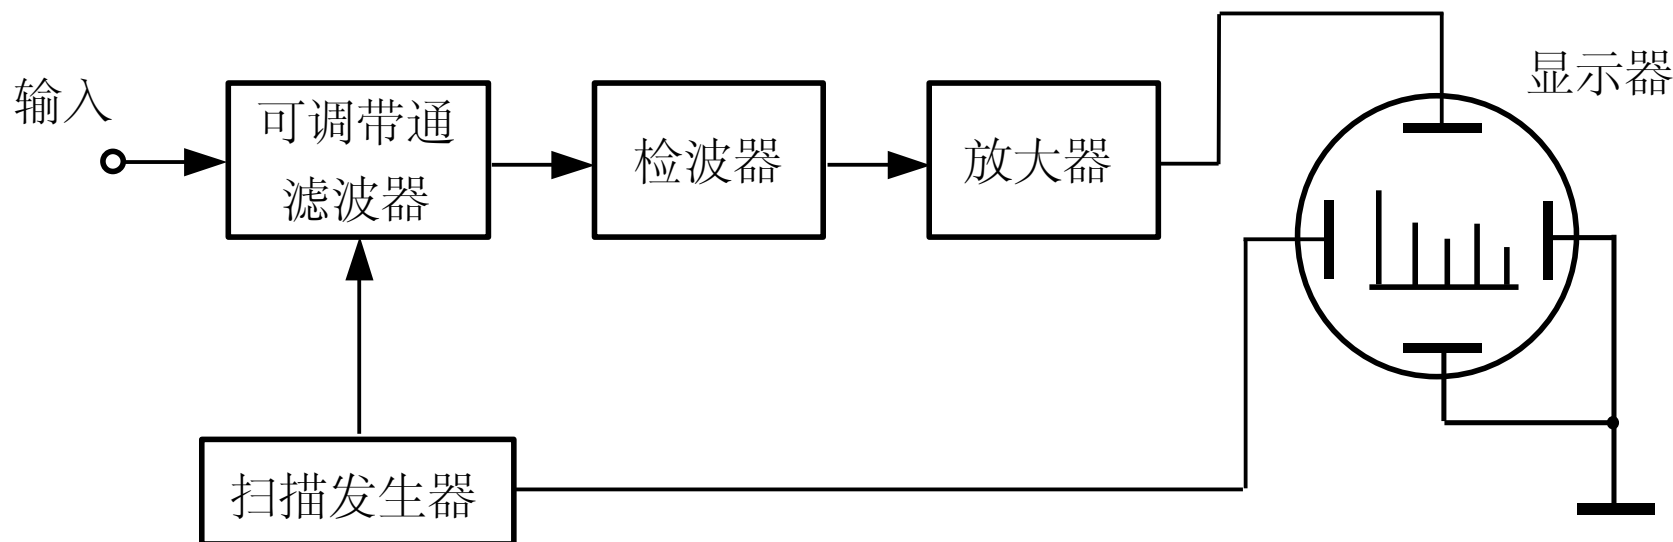 输入
可调带通
滤波器
检波器
放大器
显示器
扫描发生器